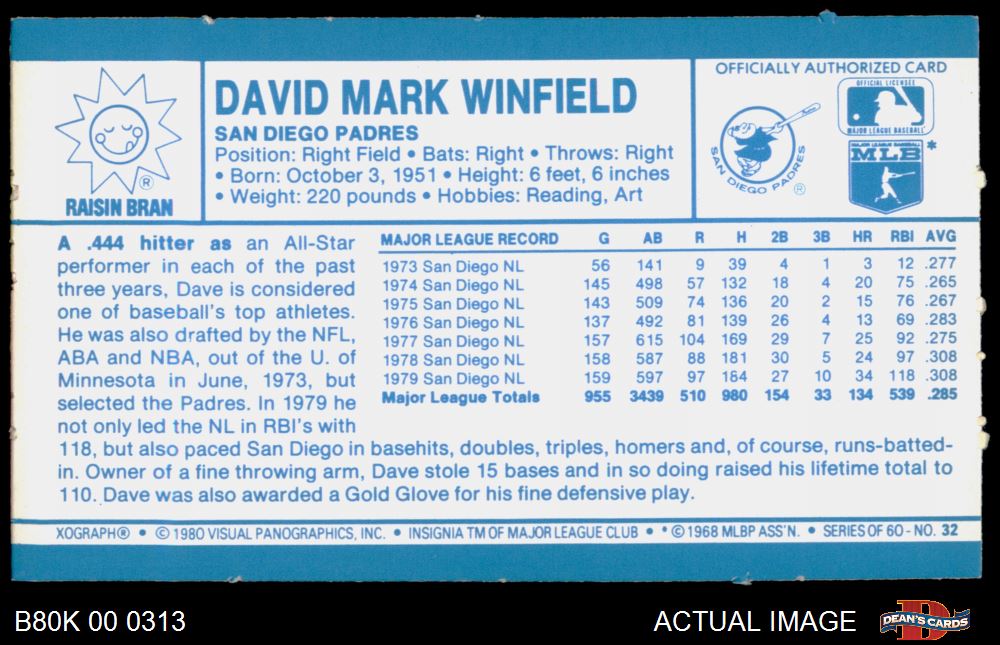 RAISIN BRAN
®
DAVID MARK WINFIELD
SAN DIEGO PADRES
Position: Right Field • Bats: Right • Throws: Right
• Born: October 3, 1951 • Height: 6 feet, 6 inches
• Weight: 220 pounds • Hobbies: Reading, Art
OFFICIALLY AUTHORIZED CARD
SAN DIEGO PADRES ®
OFFICIAL LICENSEE
MAJOR LEAGUE BASEBALL
MAJOR LEAGUE BASEBALL
MLB *
A .444 hitter as an All-Star
performer in each of the past
three years, Dave is considered
one of baseball's top athletes.
He was also drafted by the NFL,
ABA and NBA, out of the U. of
Minnesota in June, 1973, but
selected the Padres. In 1979 he
not only led the NL in RBI's with
118, but also paced San Diego in basehits, doubles, triples, homers and, of course, runs-batted-
in. Owner of a fine throwing arm, Dave stole 15 bases and in so doing raised his lifetime total to
110. Dave was also awarded a Gold Glove for his fine defensive play.
MAJOR LEAGUE RECORD G AB R H 2B 3B HR RBI AVG
1973 San Diego NL 56 141 9 39 4 1 3 12 .277
1974 San Diego NL 145 498 57 132 18 4 20 75 .265
1975 San Diego NL 143 509 74 136 20 2 15 76 .267
1976 San Diego NL 137 492 81 139 26 4 13 69 .283
1977 San Diego NL 157 615 104 169 29 7 25 92 .275
1978 San Diego NL 158 587 88 181 30 5 24 97 .308
1979 San Diego NL 159 597 97 184 27 10 34 118 .308
Major League Totals 955 3439 510 980 154 33 134 539 .285
XOGRAPH® • © 1980 VISUAL PANOGRAPHICS, INC. • INSIGNIA TM OF MAJOR LEAGUE CLUB • * © 1968 MLBP ASS'N. • SERIES OF 60 - NO. 32
B80K 00 0313
ACTUAL IMAGE
D
DEAN'S CARDS